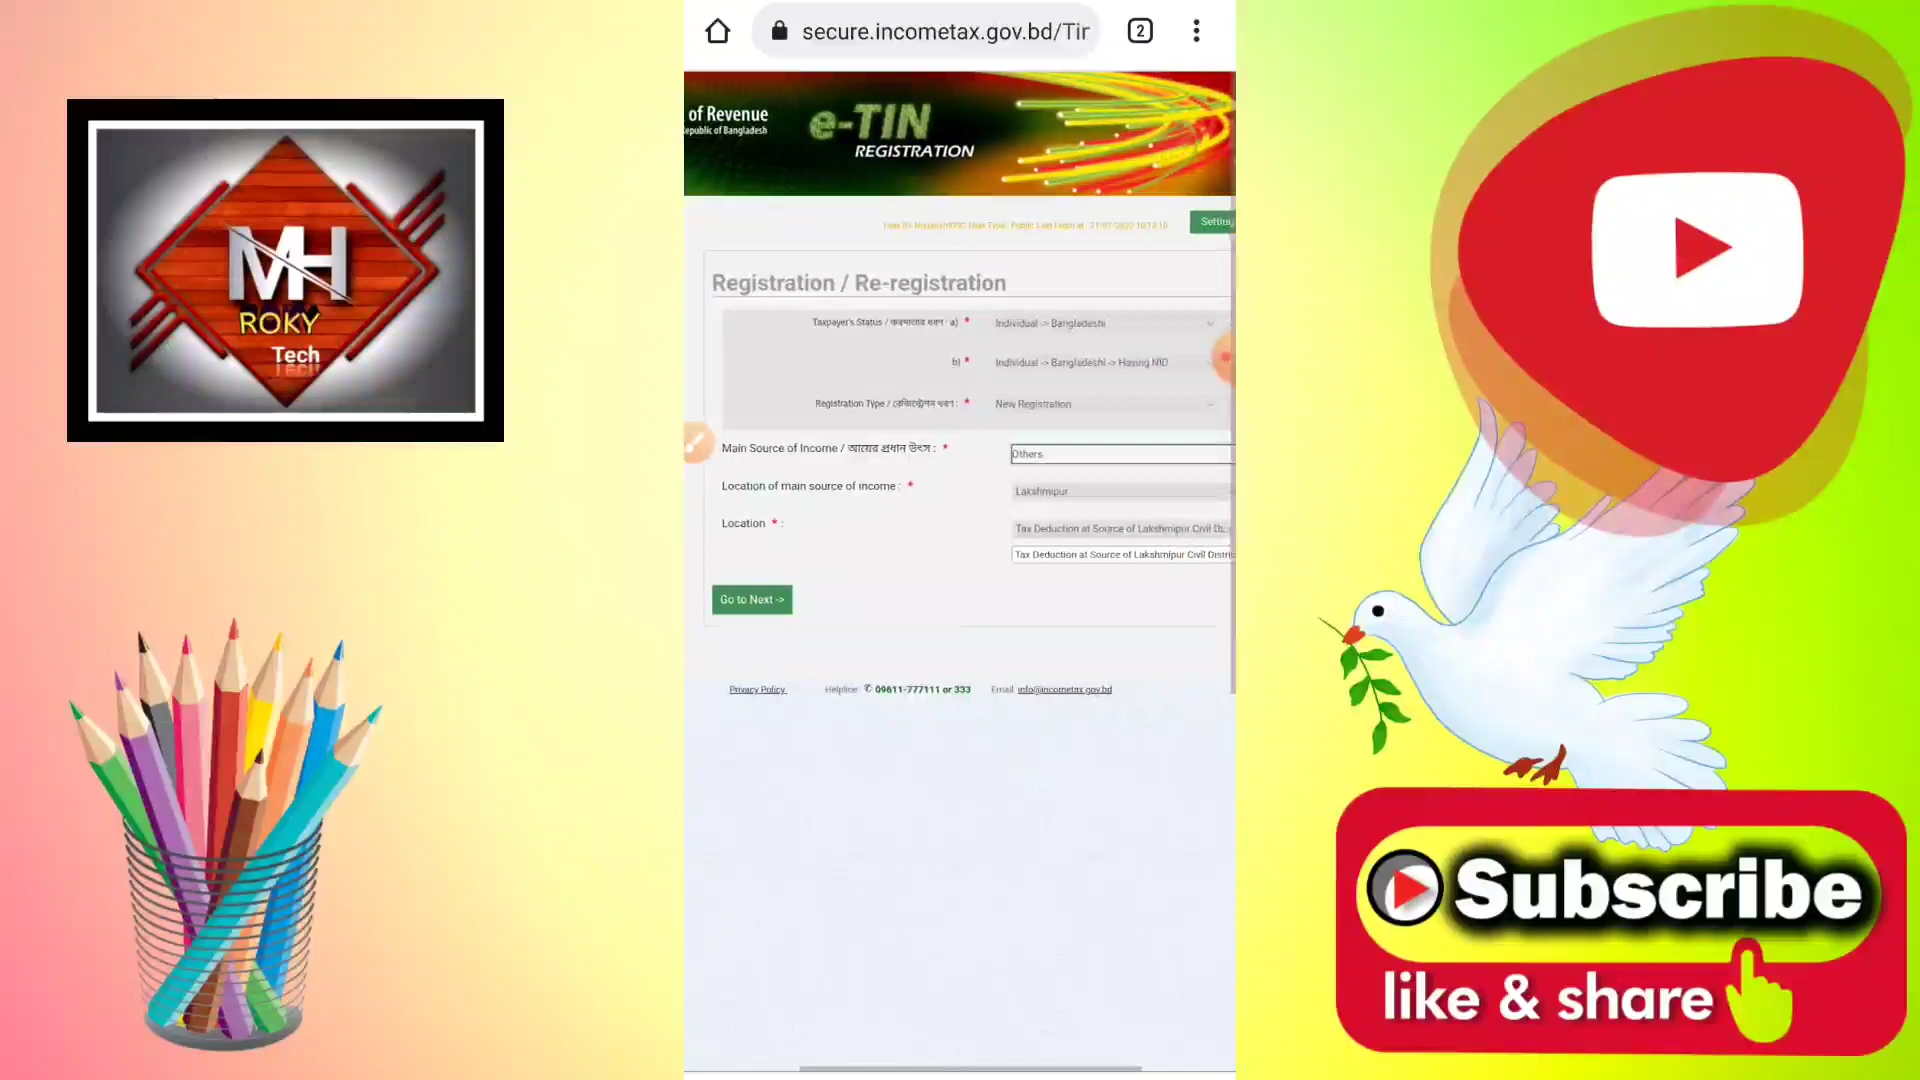 MH
ROKY
Tech
secure.incometax.gov.bd/Tir
2
of Revenue
epublic of Bangladesh
e-TIN
REGISTRATION
Setting
Registration / Re-registration
Taxpayer's Status / করদাতার ধরণ : a) *
Individual -> Bangladeshi
b) *
Individual -> Bangladeshi -> Having NID
Registration Type / রেজিস্ট্রেশন ধরণ : *
New Registration
Main Source of Income / আয়ের প্রধান উৎস : *
Others
Location of main source of income : *
Lakshmipur
Location * :
Tax Deduction at Source of Lakshmipur Civil Di
Tax Deduction at Source of Lakshmipur Civil Distri
Go to Next ->
Privacy Policy Helpline: 09611-777111 or 333 Email: info@incometax.gov.bd
Subscribe
like & share